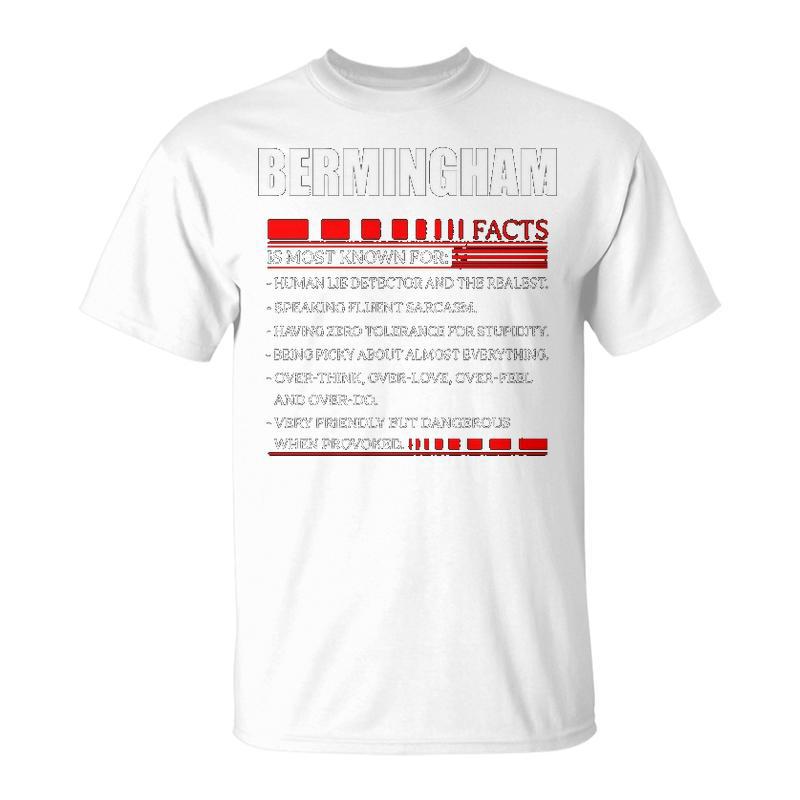 BERMINGHAM
FACTS
IS MOST KNOWN FOR:
- HUMAN LIE DETECTOR AND THE REALEST.
- SPEAKING FLUENT SARCASM.
- HAVING ZERO TOLERANCE FOR STUPIDITY.
- BEING PICKY ABOUT ALMOST EVERYTHING.
- OVER-THINK, OVER-LOVE, OVER-FEEL
AND OVER-DO.
- VERY FRIENDLY BUT DANGEROUS
WHEN PROVOKED.